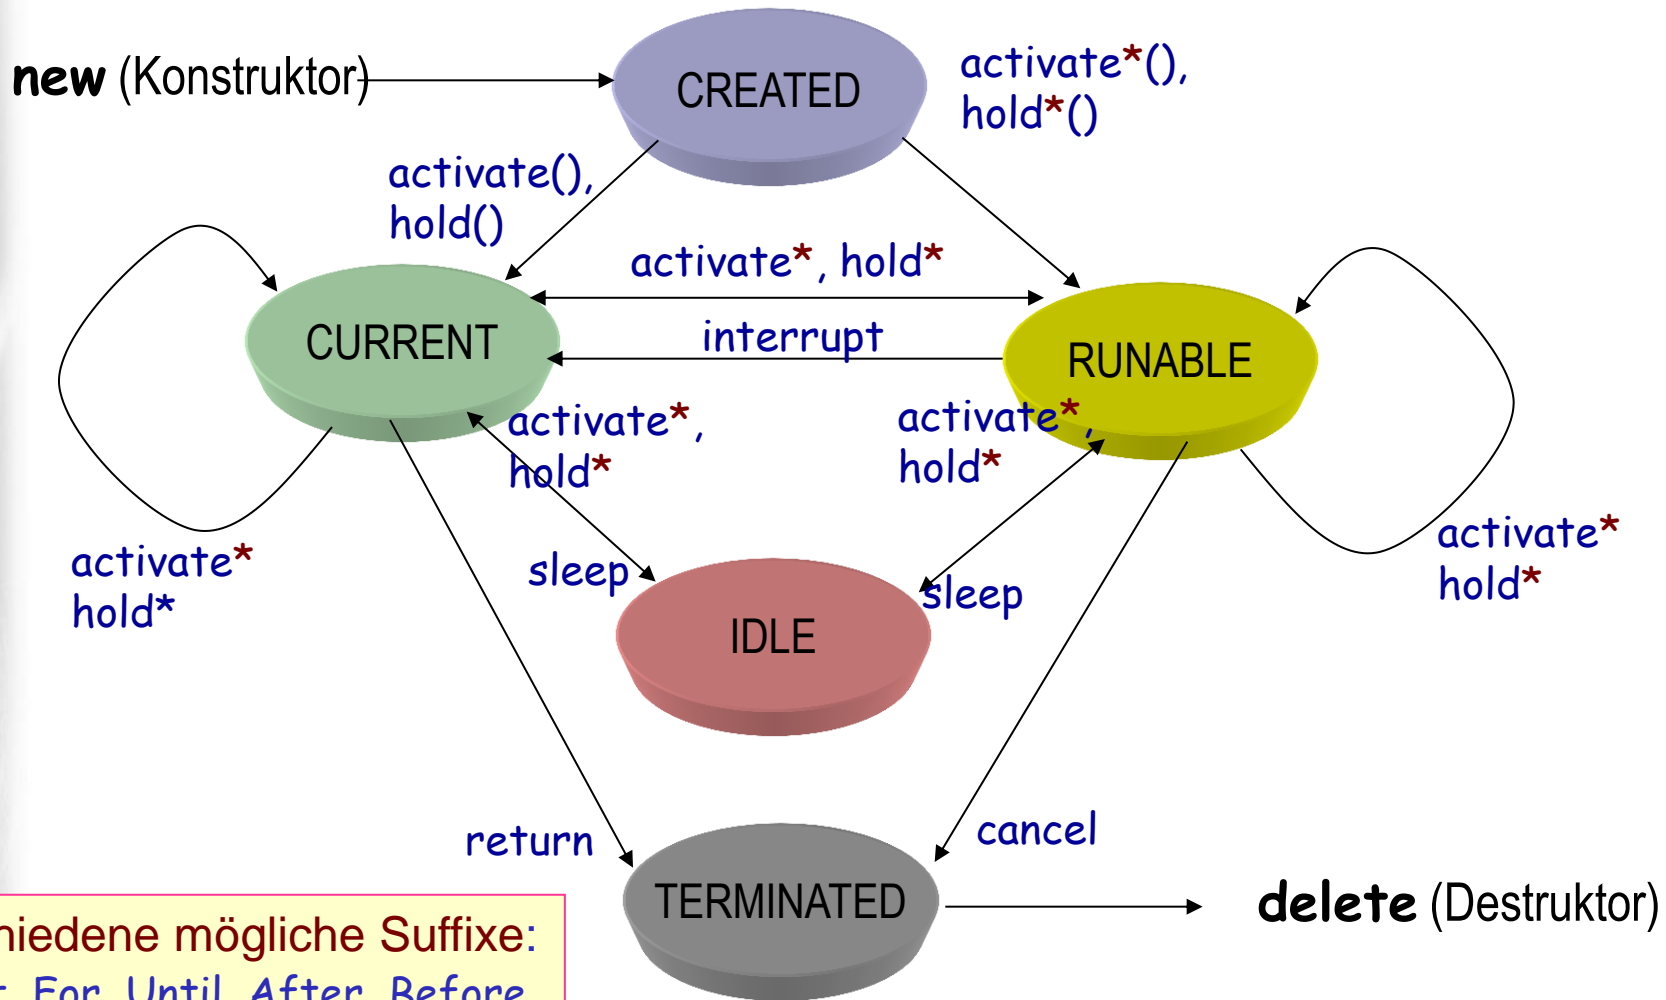 new (Konstruktor)
CREATED
activate*(),
hold*()
activate(),
hold()
activate*, hold*
CURRENT
interrupt
RUNABLE
activate*,
hold*
activate*,
hold*
activate*
hold*
activate*
hold*
sleep
sleep
IDLE
return
cancel
TERMINATED
delete (Destruktor)
mögliche Suffixe:
For Until After Before